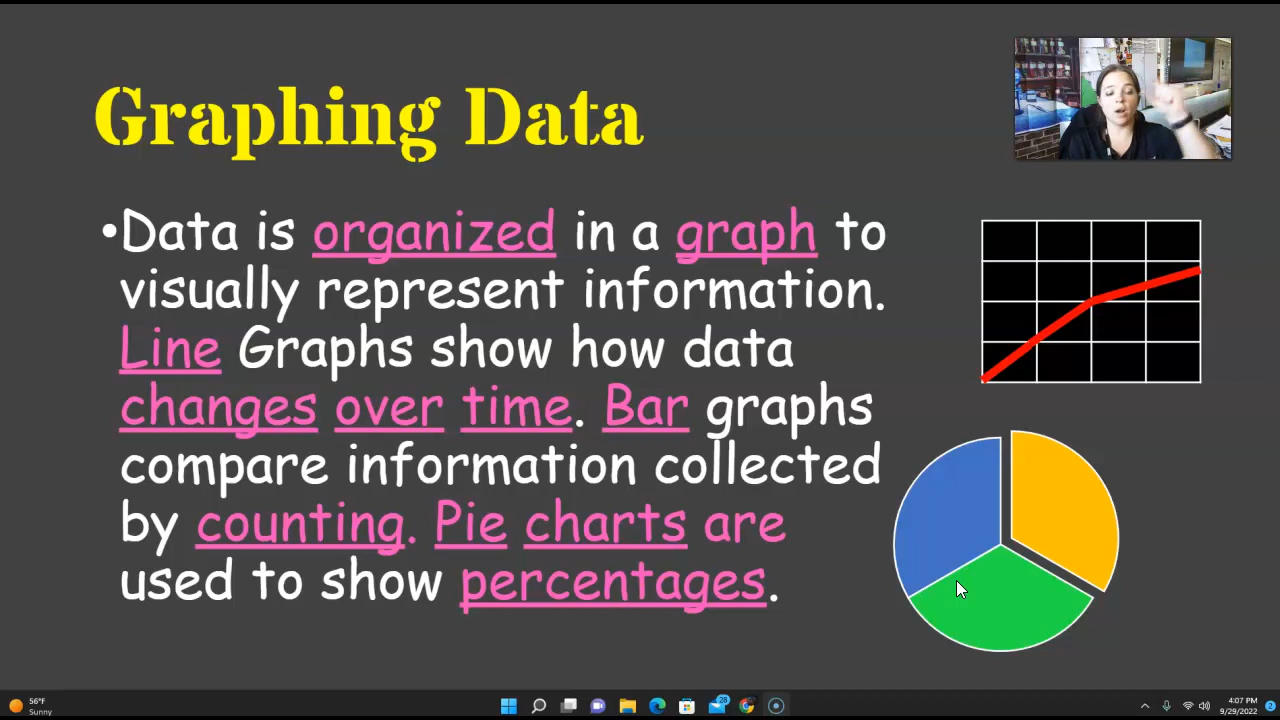 Graphing Data
•Data is organized in a graph to
visually represent information.
Line Graphs show how data
changes over time. Bar graphs
compare information collected
by counting. Pie charts are
used to show percentages.
56°F
Sunny
28
4:07 PM
9/29/2022
2